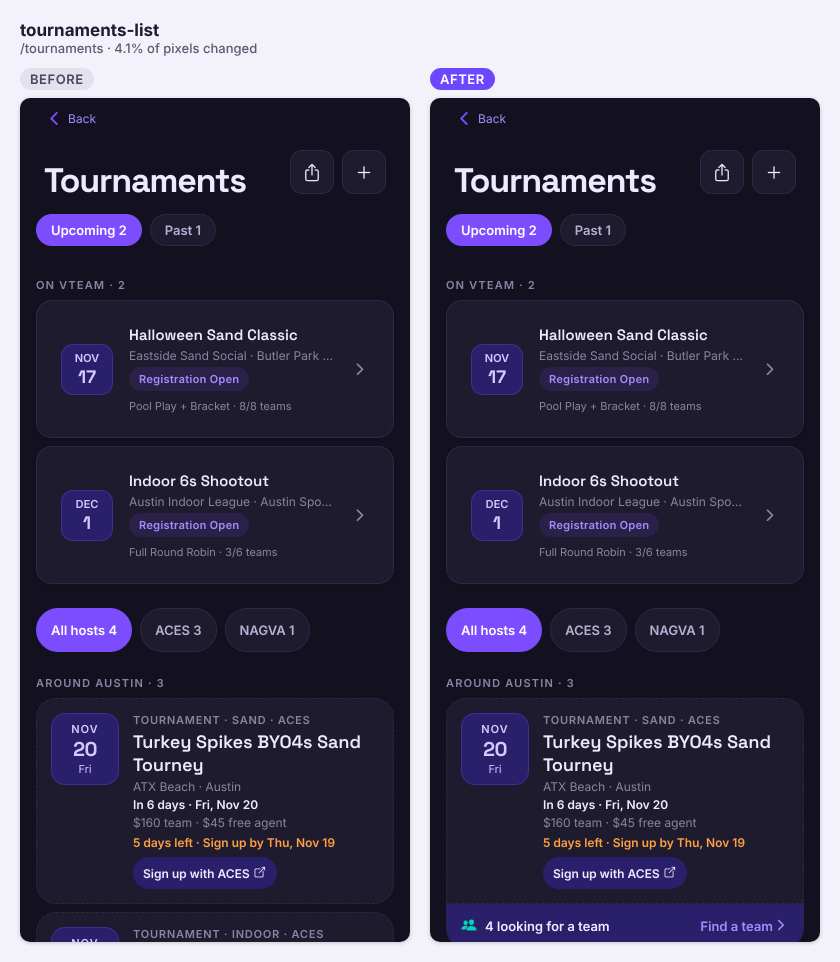 tournaments-list
/tournaments · 4.1% of pixels changed
BEFORE
Back
Tournaments
Upcoming 2
Past 1
ON VTEAM · 2
NOV
17
Halloween Sand Classic
Eastside Sand Social · Butler Park ...
Registration Open
Pool Play + Bracket · 8/8 teams
DEC
1
Indoor 6s Shootout
Austin Indoor League · Austin Spo...
Registration Open
Full Round Robin · 3/6 teams
All hosts 4
ACES 3
NAGVA 1
AROUND AUSTIN · 3
NOV
20
Fri
TOURNAMENT · SAND · ACES
Turkey Spikes BYO4s Sand
Tourney
ATX Beach · Austin
In 6 days · Fri, Nov 20
$160 team · $45 free agent
5 days left · Sign up by Thu, Nov 19
Sign up with ACES
NOV
TOURNAMENT · INDOOR · ACES
AFTER
Back
Tournaments
Upcoming 2
Past 1
ON VTEAM · 2
NOV
17
Halloween Sand Classic
Eastside Sand Social · Butler Park ...
Registration Open
Pool Play + Bracket · 8/8 teams
DEC
1
Indoor 6s Shootout
Austin Indoor League · Austin Spo...
Registration Open
Full Round Robin · 3/6 teams
All hosts 4
ACES 3
NAGVA 1
AROUND AUSTIN · 3
NOV
20
Fri
TOURNAMENT · SAND · ACES
Turkey Spikes BYO4s Sand
Tourney
ATX Beach · Austin
In 6 days · Fri, Nov 20
$160 team · $45 free agent
5 days left · Sign up by Thu, Nov 19
Sign up with ACES
4 looking for a team
Find a team